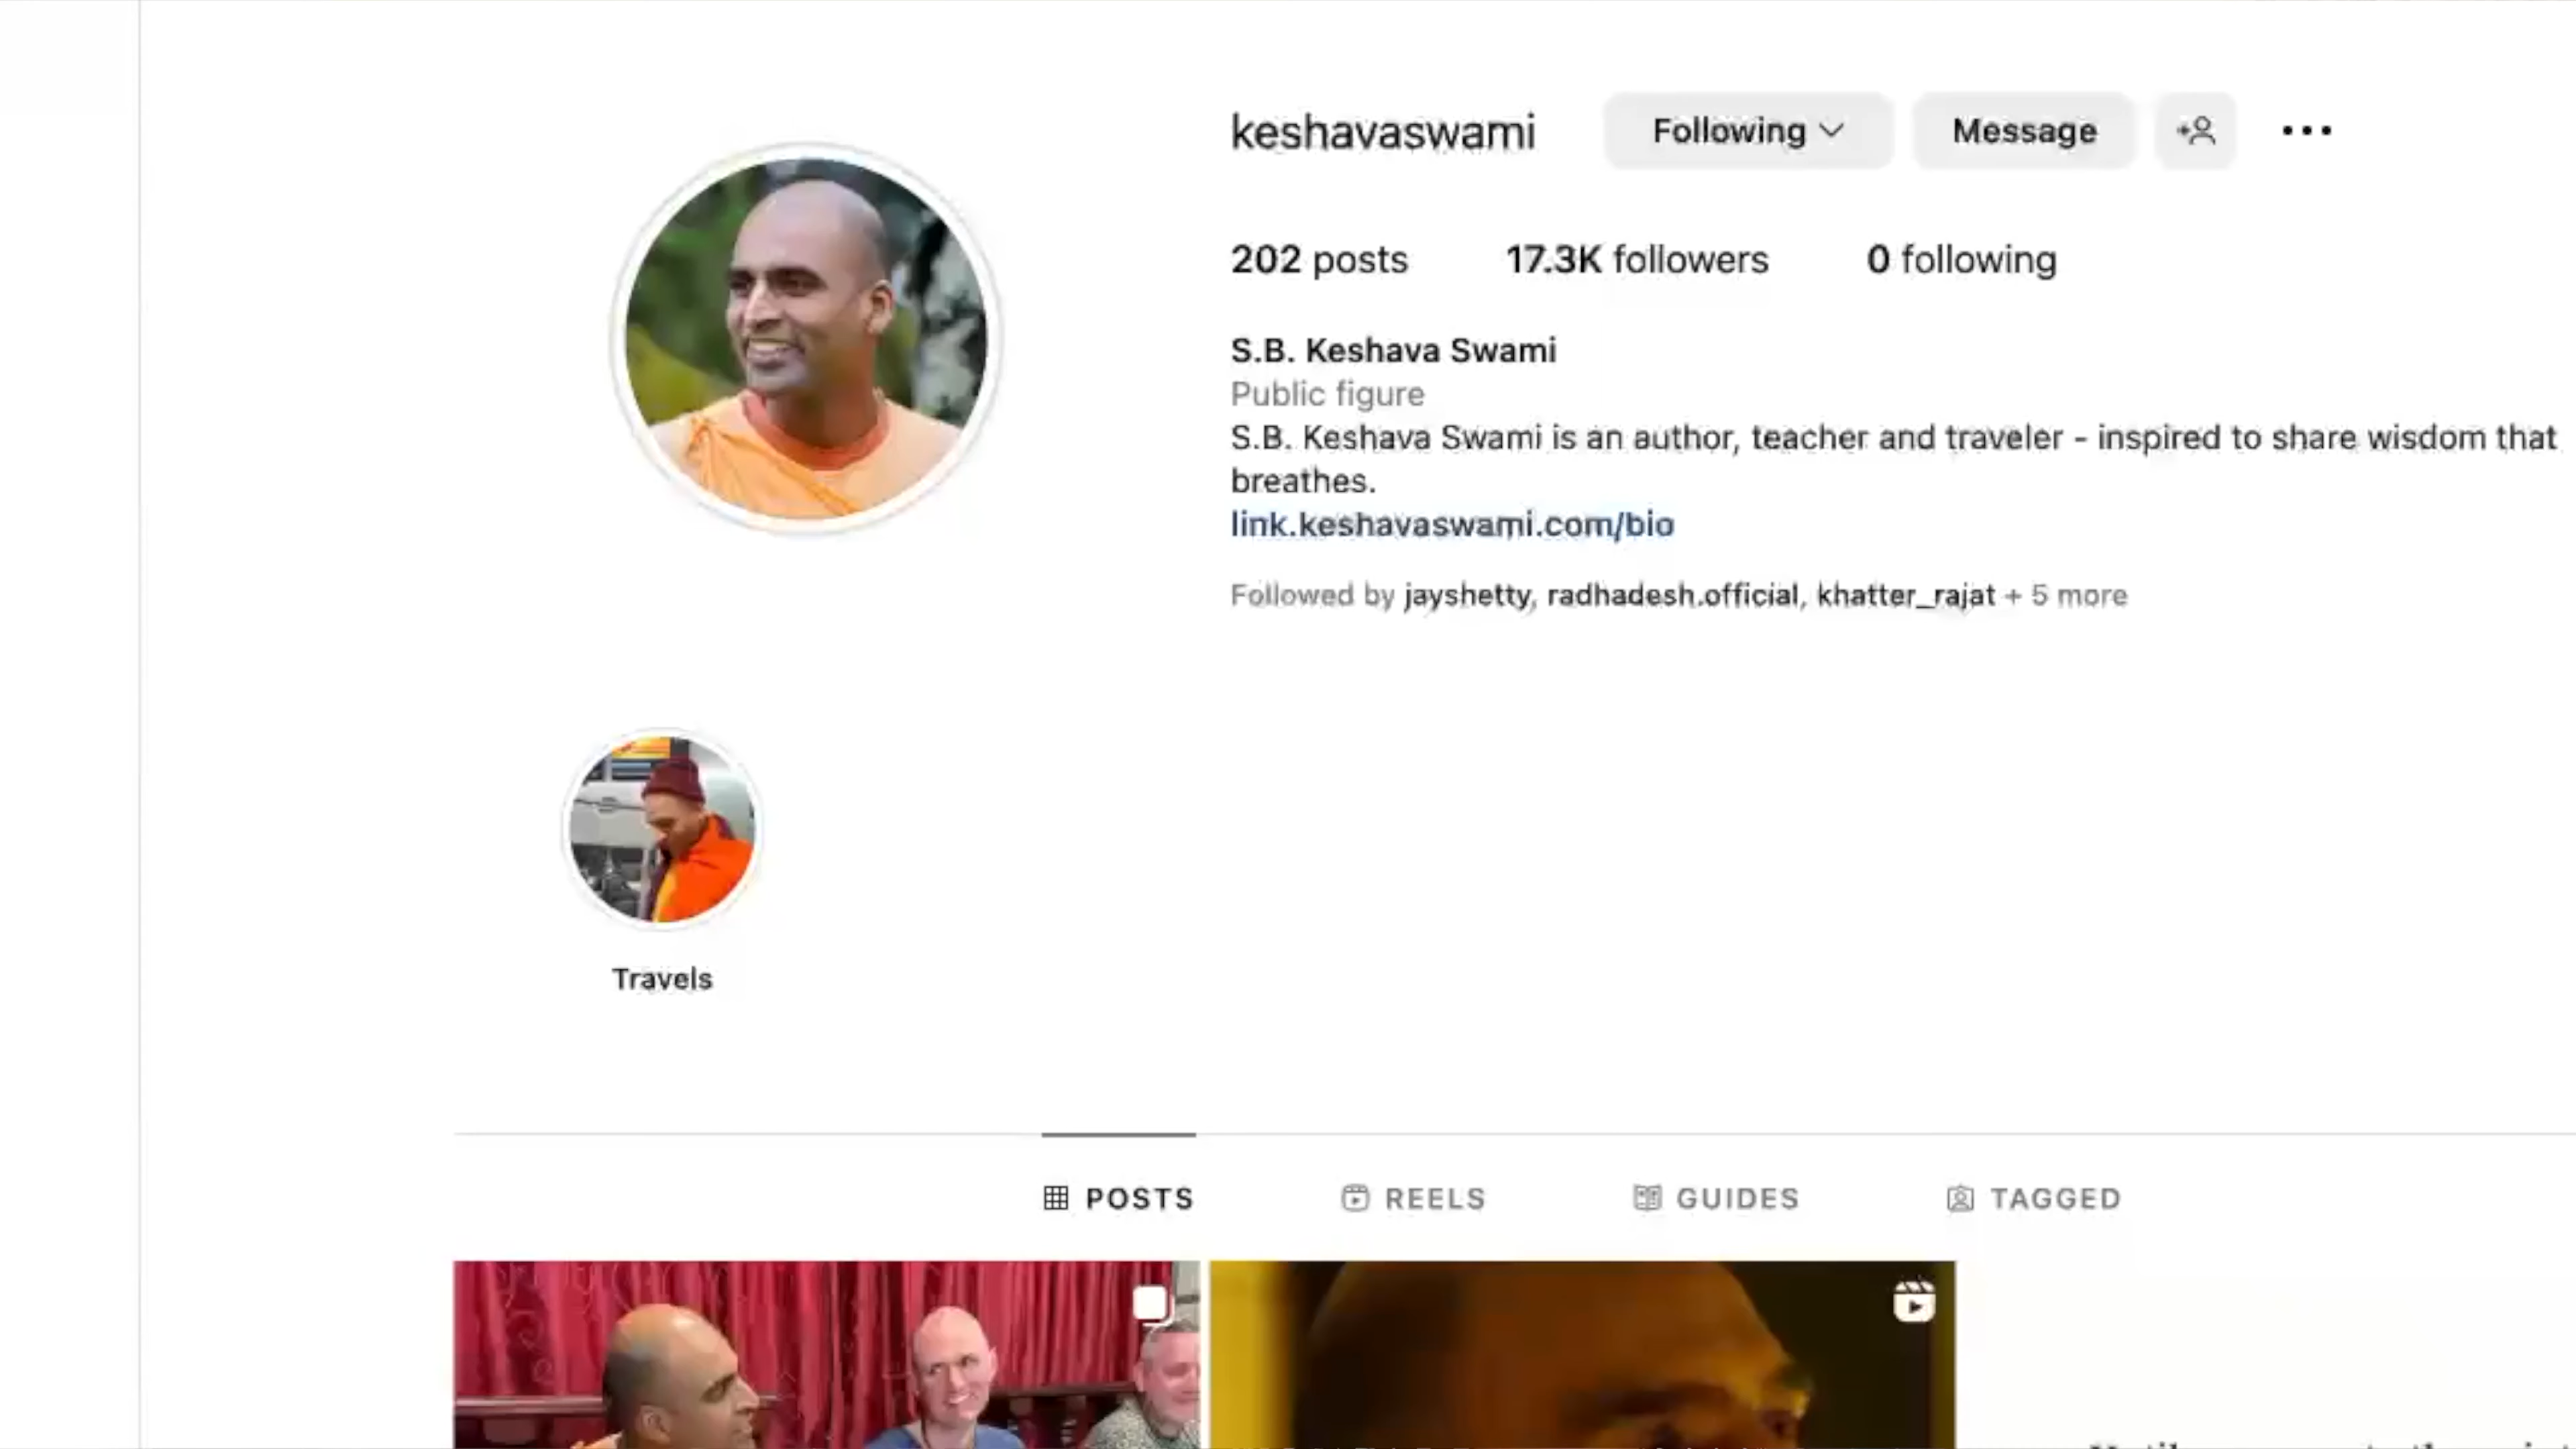 keshavaswami
Following
Message
202 posts
17.3K followers
0 following
S.B. Keshava Swami
Public figure
S.B. Keshava Swami is an author, teacher and traveler - inspired to share wisdom that
breathes.
link.keshavaswami.com/bio
Followed by jayshetty, radhadesh.official, khatter_rajat + 5 more
Travels
POSTS
REELS
GUIDES
TAGGED